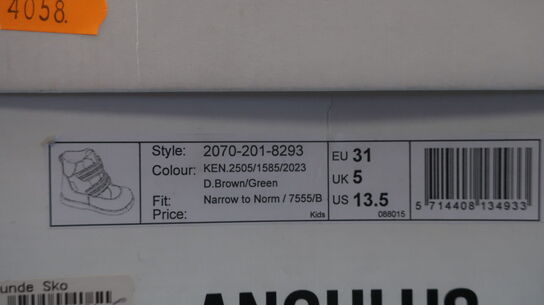 4058.
Style: 2070-201-8293
Colour: KEN.2505/1585/2023
D.Brown/Green
Fit: Narrow to Norm / 7555/B
Price: Kids
EU 31
UK 5
US 13.5
088015
5 714408 134933
unde Sko
ANGULUS